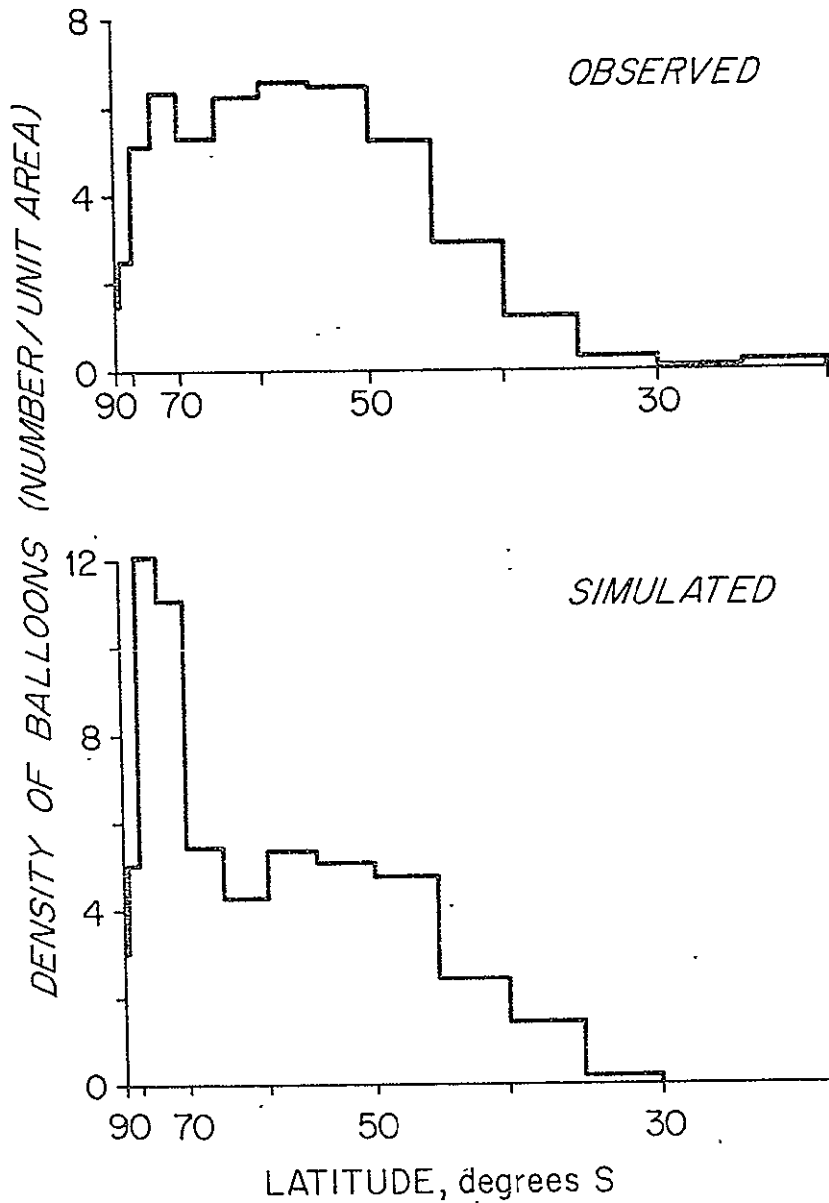 DENSITY OF BALLOONS (NUMBER/UNIT AREA)
8
OBSERVED
4
0
90 70 50 30
12
SIMULATED
8
4
0
90 70 50 30
LATITUDE, degrees S